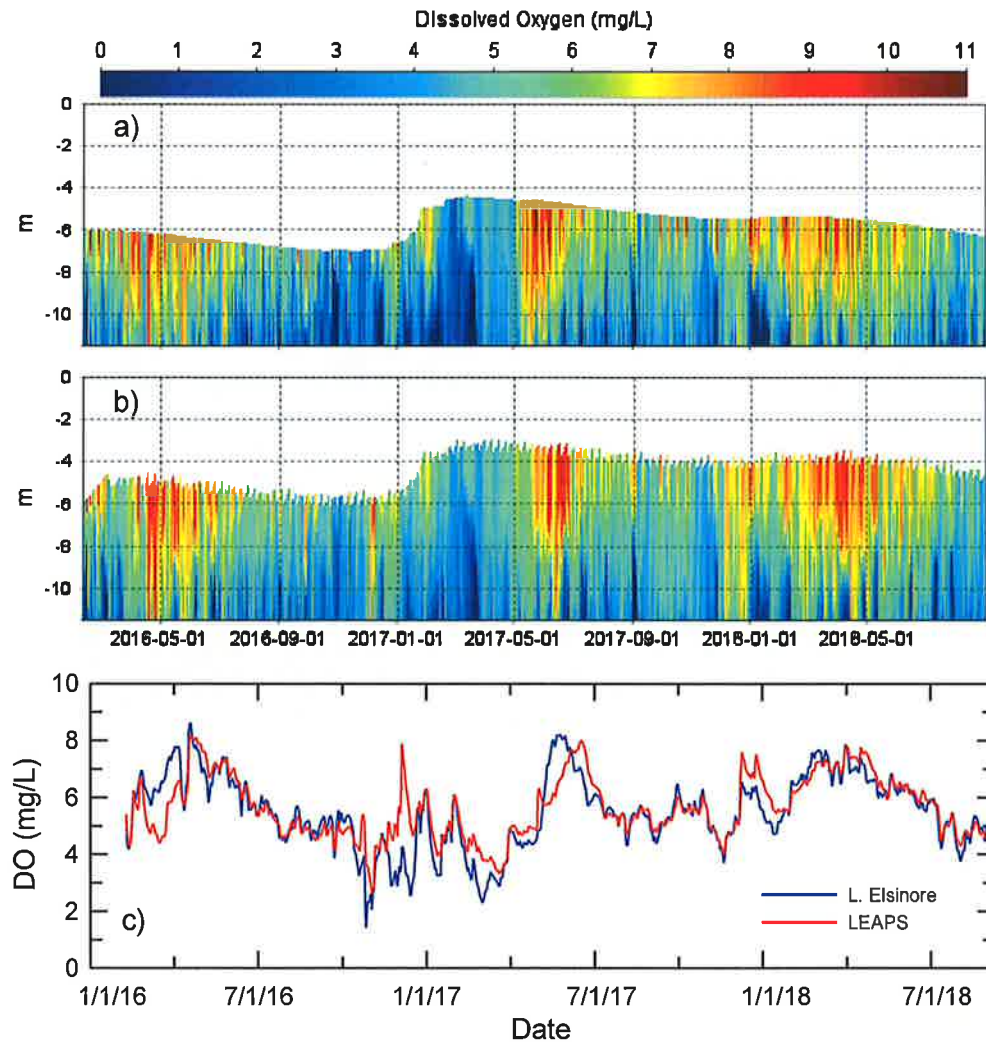 Dissolved Oxygen (mg/L)
0 1 2 3 4 5 6 7 8 9 10 11
a)
0
-2
-4
-6
-8
-10
m
b)
0
-2
-4
-6
-8
-10
m
2016-05-01 2016-09-01 2017-01-01 2017-05-01 2017-09-01 2018-01-01 2018-05-01
10
8
6
4
2
0
DO (mg/L)
c)
L. Elsinore
LEAPS
1/1/16 7/1/16 1/1/17 7/1/17 1/1/18 7/1/18
Date